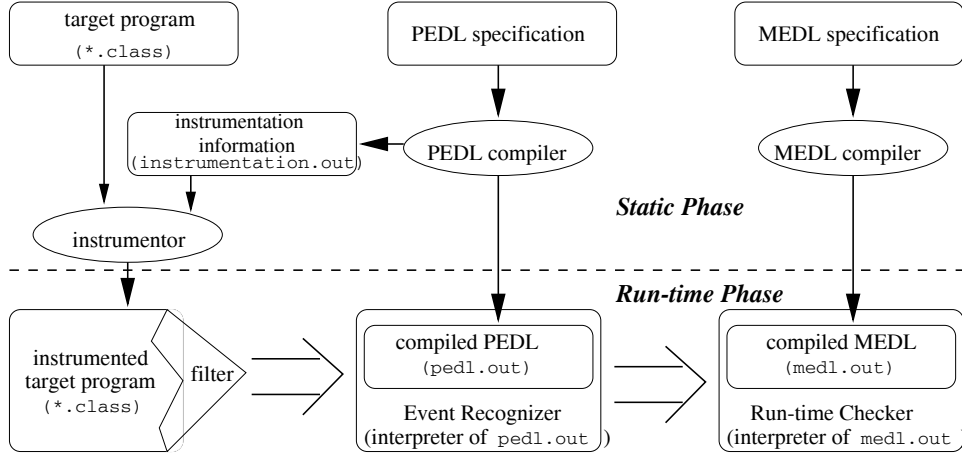 target program
(*.class)
PEDL specification
MEDL specification
instrumentation
information
(instrumentation.out)
PEDL compiler
MEDL compiler
Static Phase
instrumentor
Run-time Phase
instrumented
target program
(*.class)
filter
compiled PEDL
(pedl.out)
Event Recognizer
(interpreter of pedl.out )
compiled MEDL
(medl.out)
Run-time Checker
(interpreter of medl.out )